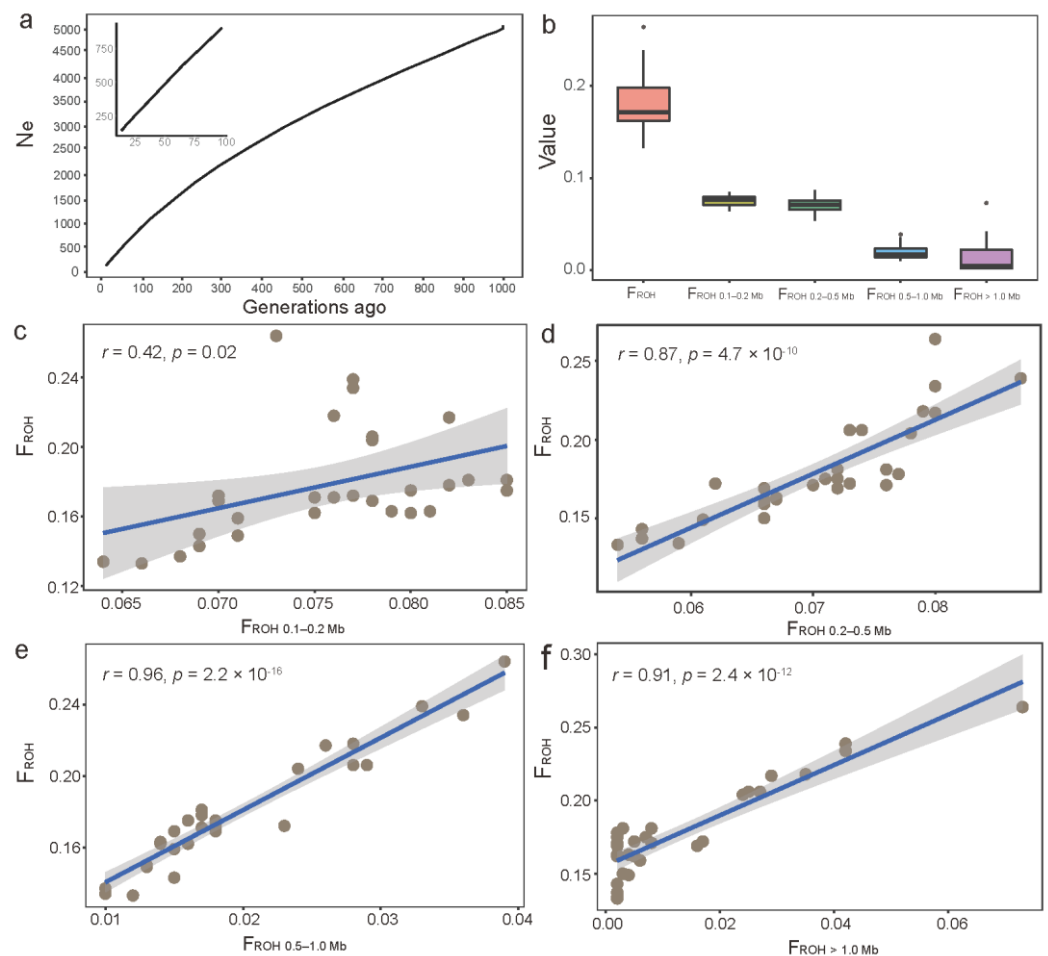 a
5000
4500
4000
3500
3000
2500
2000
1500
1000
500
0
Ne
750
500
250
25 50 75 100
0 100 200 300 400 500 600 700 800 900 1000
Generations ago
b
0.2
0.1
0.0
Value
FROH FROH 0.1–0.2 Mb FROH 0.2–0.5 Mb FROH 0.5–1.0 Mb FROH > 1.0 Mb
c
r = 0.42, p = 0.02
0.24
0.20
0.16
0.12
FROH
0.065 0.070 0.075 0.080 0.085
FROH 0.1–0.2 Mb
d
r = 0.87, p = 4.7 × 10-10
0.25
0.20
0.15
FROH
0.06 0.07 0.08
FROH 0.2–0.5 Mb
e
r = 0.96, p = 2.2 × 10-16
0.24
0.20
0.16
FROH
0.01 0.02 0.03 0.04
FROH 0.5–1.0 Mb
f
r = 0.91, p = 2.4 × 10-12
0.30
0.25
0.20
0.15
FROH
0.00 0.02 0.04 0.06
FROH > 1.0 Mb